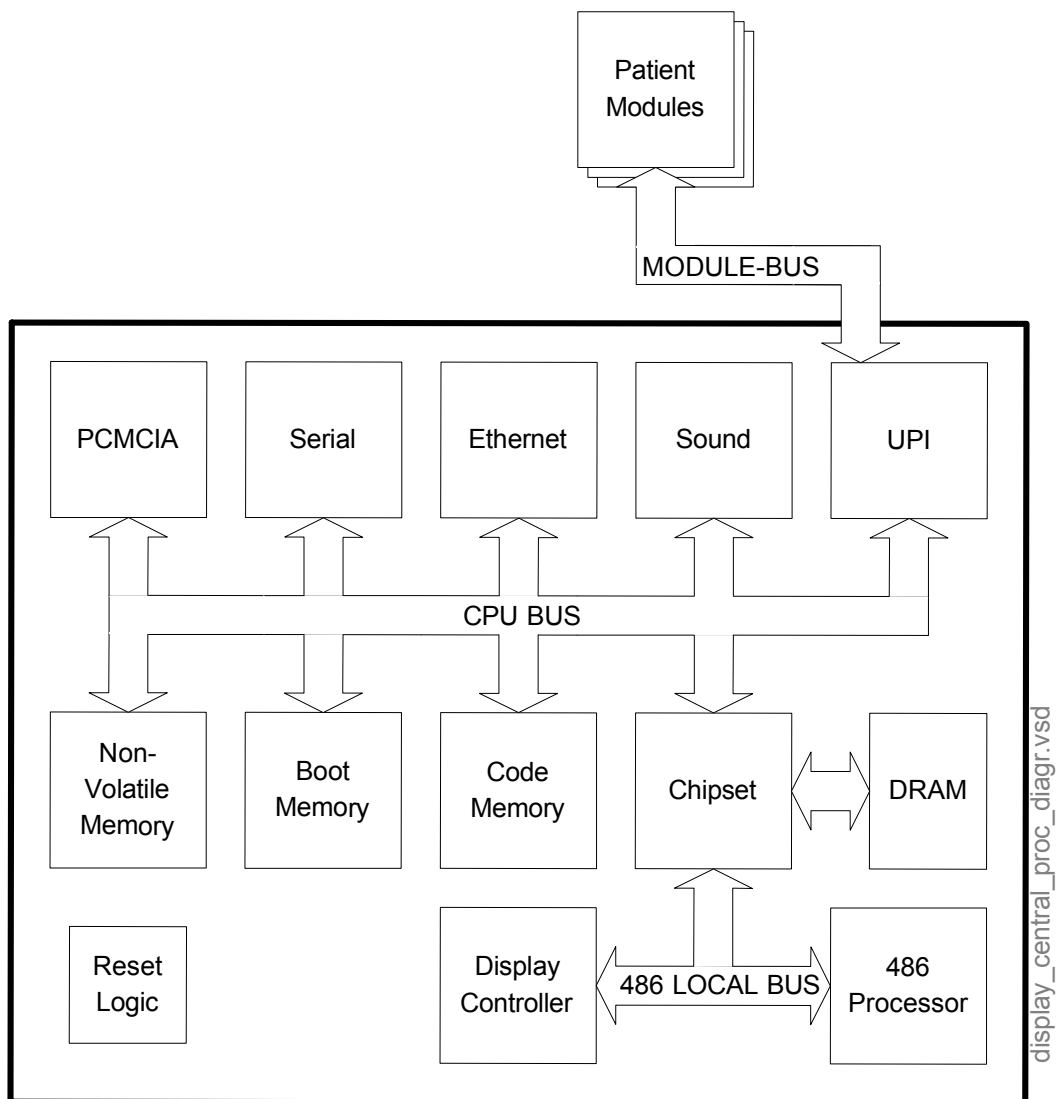 Patient
Modules
MODULE-BUS
PCMCIA
Serial
Ethernet
Sound
UPI
CPU BUS
Non-
Volatile
Memory
Boot
Memory
Code
Memory
Chipset
DRAM
Reset
Logic
Display
Controller
486 LOCAL BUS
486
Processor
display_central_proc_diagr.vsd